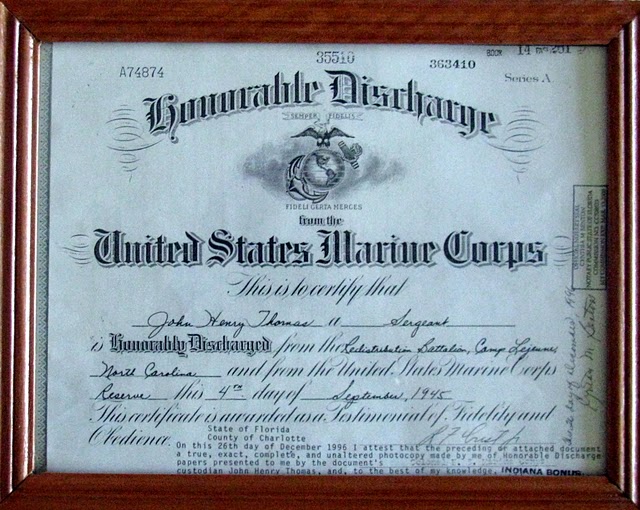 35510
A74874
363410
BOOK 14
Series A
Honorable Discharge
SEMPER FIDELIS
FIDELI CERTA MERCES
from the
United States Marine Corps
This is to certify that
John Henry Thomas a Sergeant
is Honorably Discharged from the Redistribution Battalion, Camp Lejeune,
North Carolina and from the United States Marine Corps
Reserve this 4th day of September, 1945
This certificate is awarded as a Testimonial of Fidelity and
Obedience.
State of Florida
County of Charlotte
On this 26th day of December 1996 I attest that the preceding or attached document
a true, exact, complete, and unaltered photocopy made by me of Honorable Discharge
papers presented to me by the document's
custodian John Henry Thomas, and, to the best of my knowledge,
INDIANA BONUS